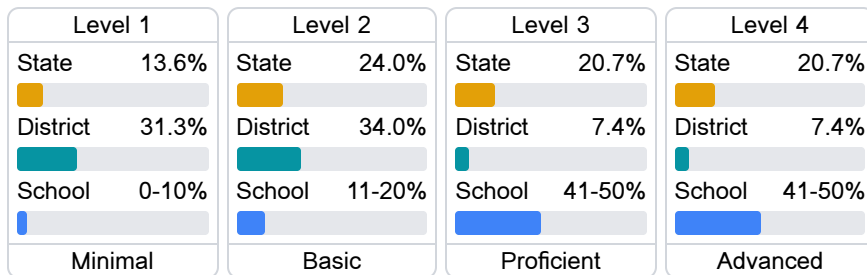 Level 1
State 13.6%
District 31.3%
School 0-10%
Minimal
Level 2
State 24.0%
District 34.0%
School 11-20%
Basic
Level 3
State 20.7%
District 7.4%
School 41-50%
Proficient
Level 4
State 20.7%
District 7.4%
School 41-50%
Advanced